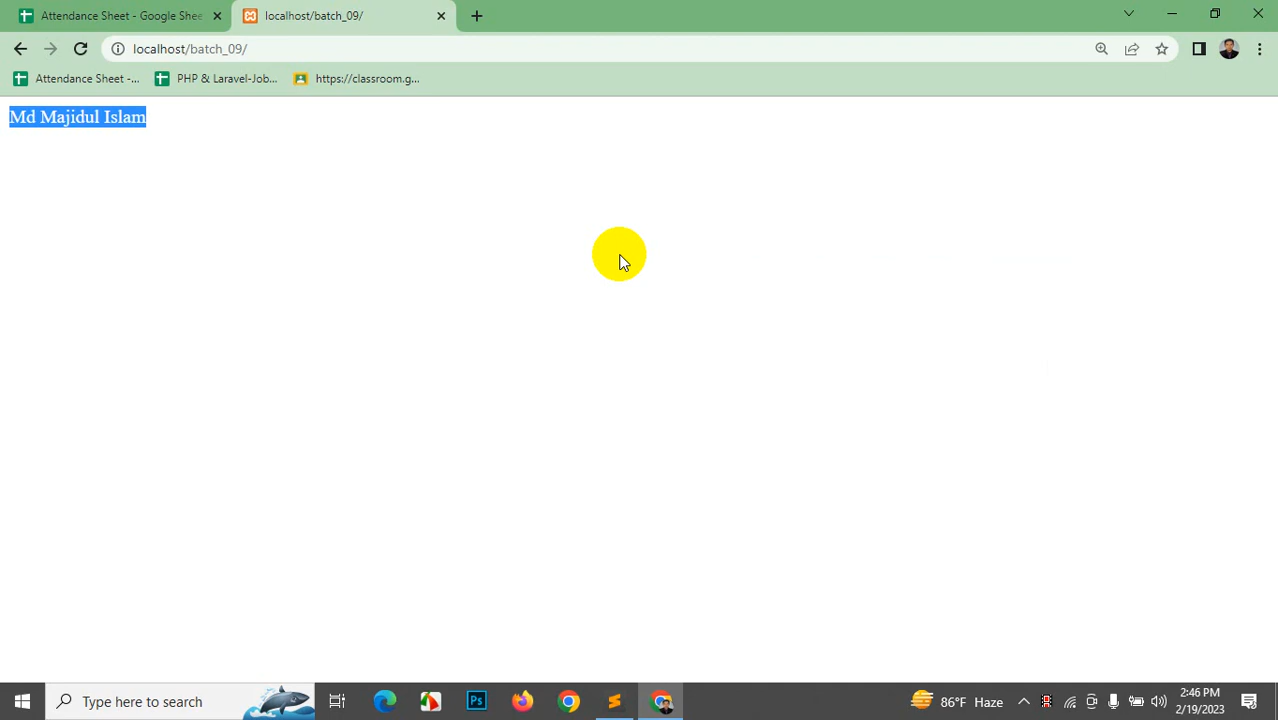 Attendance Sheet - Google Shee
localhost/batch_09/
localhost/batch_09/
Attendance Sheet -...
PHP & Laravel-Job...
https://classroom.g...
Md Majidul Islam
Type here to search
Ps
86°F Haze
2:46 PM
2/19/2023